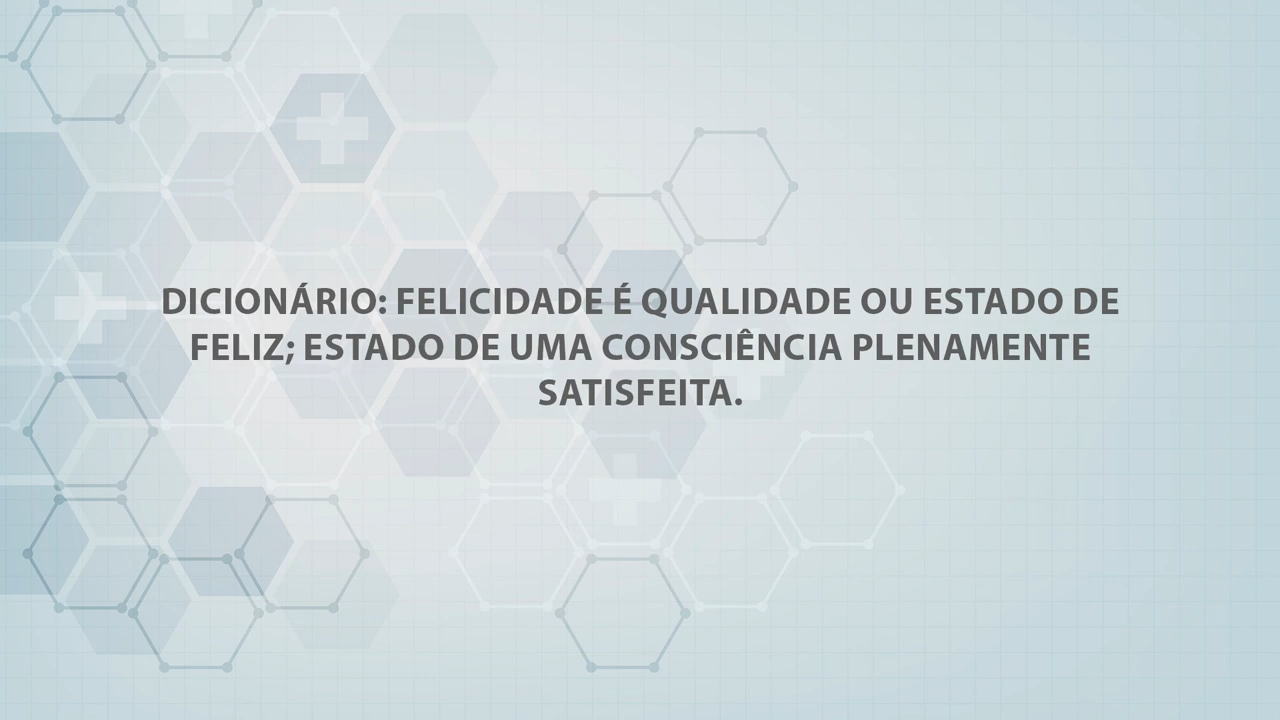 DICIONÁRIO: FELICIDADE É QUALIDADE OU ESTADO DE
FELIZ; ESTADO DE UMA CONSCIÊNCIA PLENAMENTE
SATISFEITA.